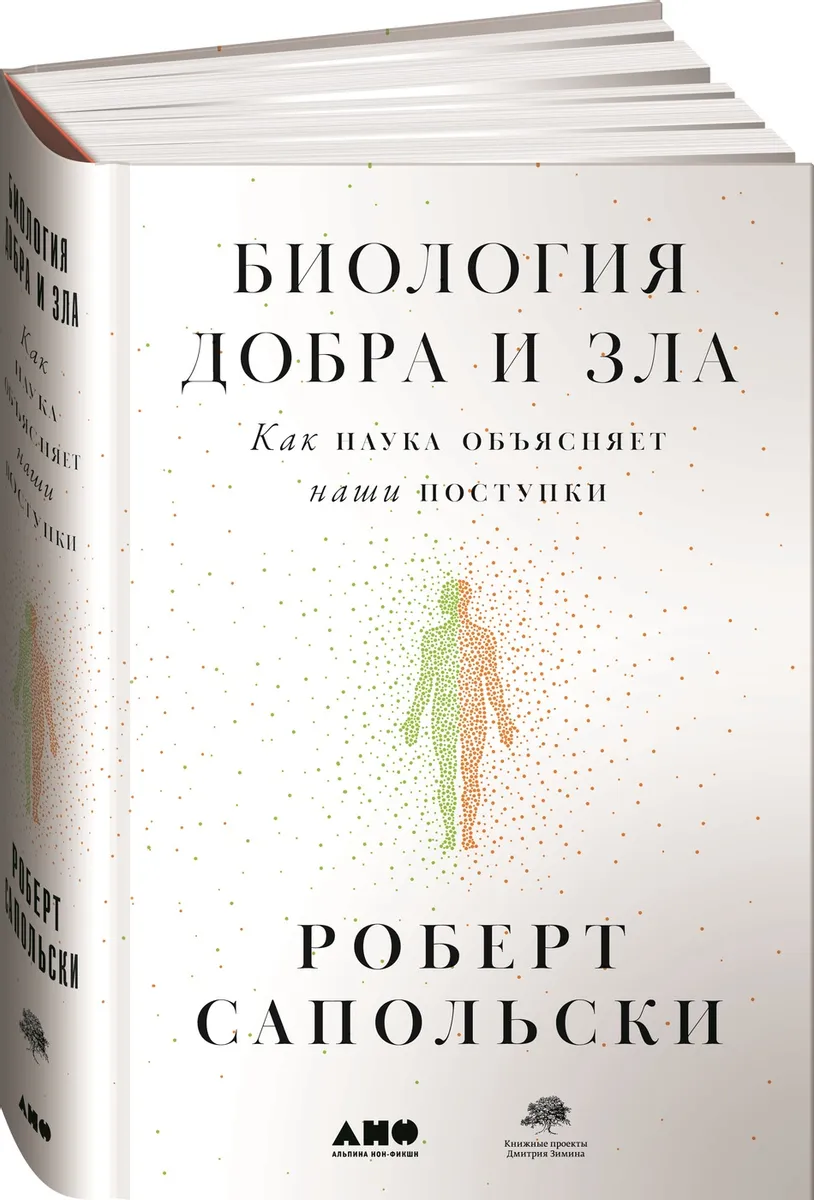 БИОЛОГИЯ
ДОБРА И ЗЛА
Как НАУКА ОБЪЯСНЯЕТ
наши ПОСТУПКИ
РОБЕРТ
САПОЛЬСКИ
АНФ
АЛЬПИНА НОН-ФИКШН
Книжные проекты
Дмитрия Зимина
БИОЛОГИЯ
ДОБРА И ЗЛА
Как
НАУКА
ОБЪЯСНЯЕТ
наши
ПОСТУПКИ
РОБЕРТ
САПОЛЬСКИ
АНФ